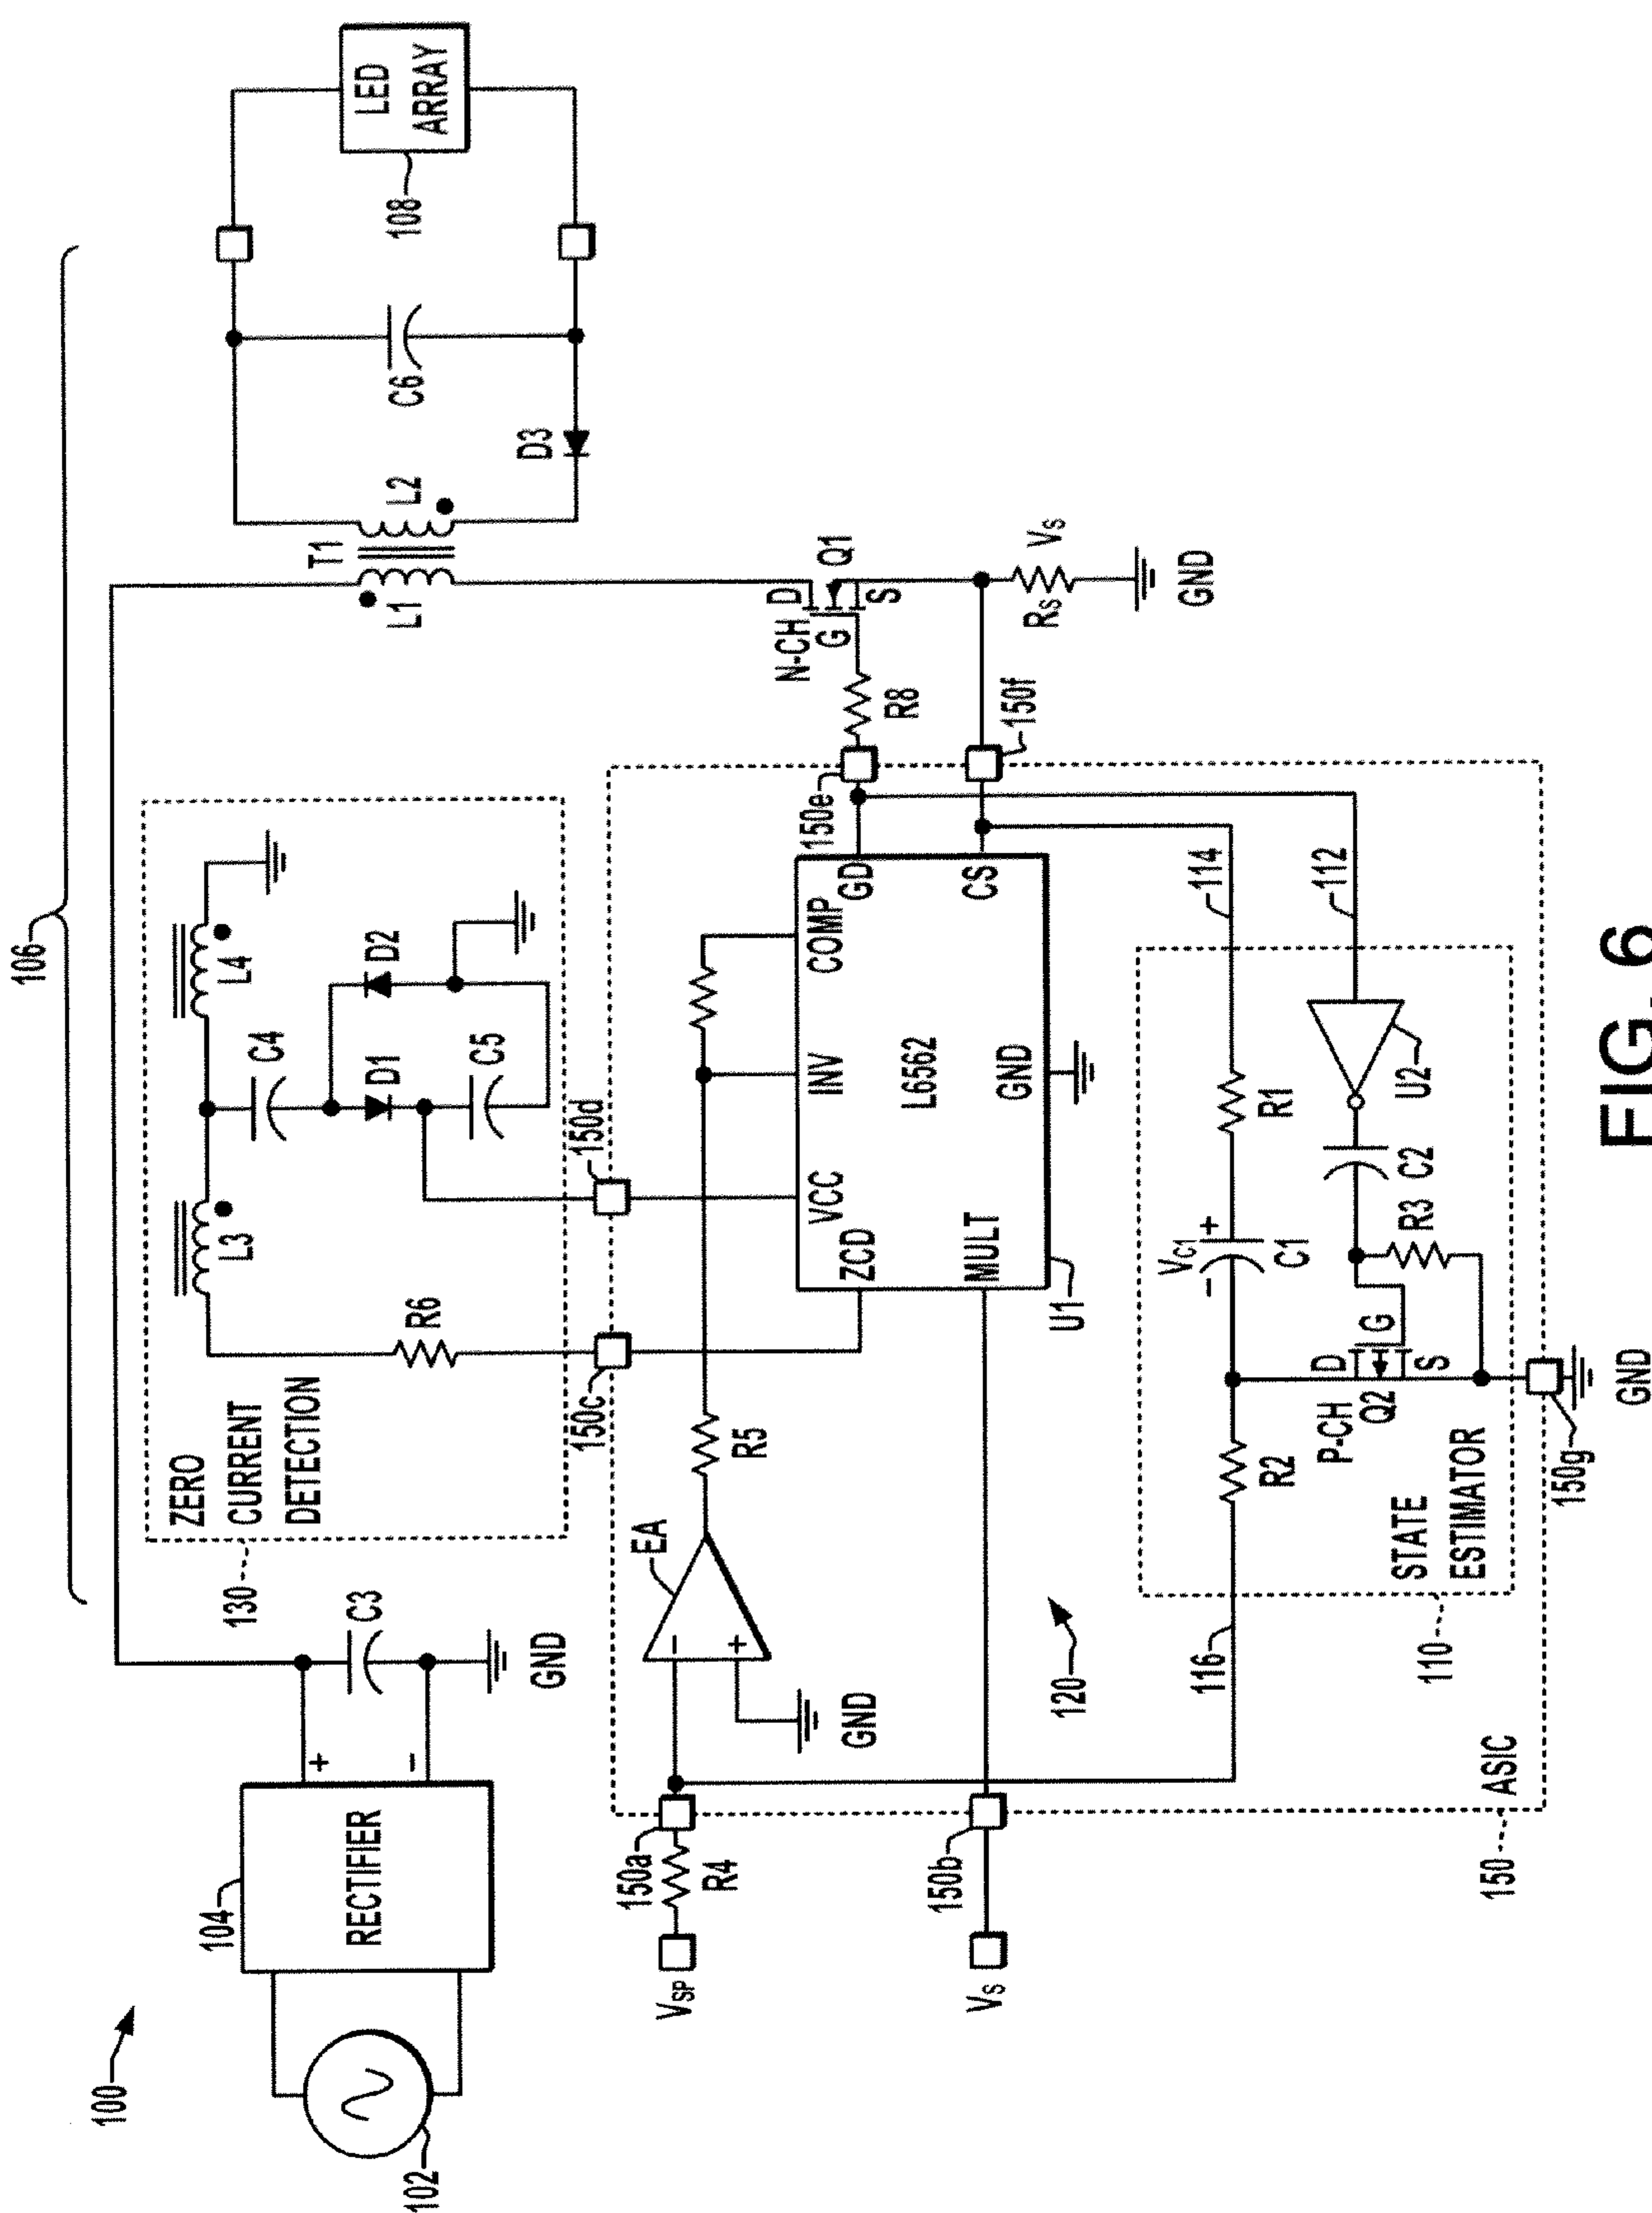 100
102
104
RECTIFIER
+
−
C3
GND
106
130
ZERO
CURRENT
DETECTION
L3
L4
R6
C4
D1
D2
C5
T1
L1
L2
D3
C6
108
LED
ARRAY
VSP
R4
150a
EA
−
+
GND
R5
150c
150d
ZCD
VCC
INV
COMP
GD
CS
MULT
GND
L6562
U1
150e
150f
R8
N-CH
D
G
S
Q1
RS
VS
GND
VS
150b
120
116
114
112
R2
VC1
−
+
C1
R1
P-CH
Q2
D
G
S
R3
C2
U2
STATE
ESTIMATOR
110
150
ASIC
150g
GND
FIG. 6